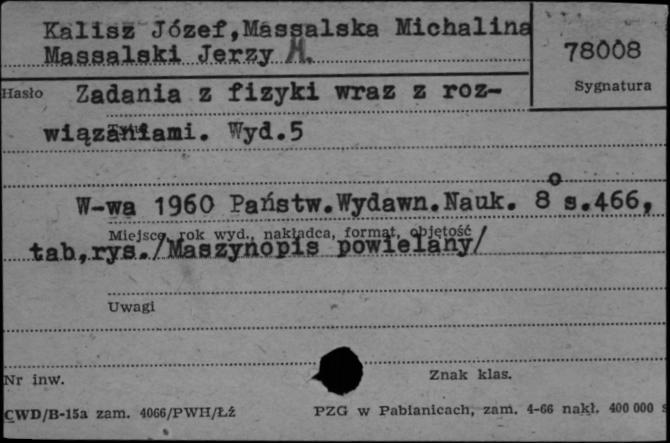 Kalisz Józef,Massalska Michalina
Massalski Jerzy M.
78008
Sygnatura
Hasło
Zadania z fizyki wraz z roz-
wiązaniami. Wyd.5
W-wa 1960 Państw.Wydawn.Nauk. 8° s.466,
Miejsce, rok wyd., nakładca, format, objętość
tab,rys./Maszynopis powielany/
Uwagi
Nr inw.
Znak klas.
CWD/B-15a zam. 4066/PWH/Łż
PZG w Pabianicach, zam. 4-66 nakł. 400 000 s